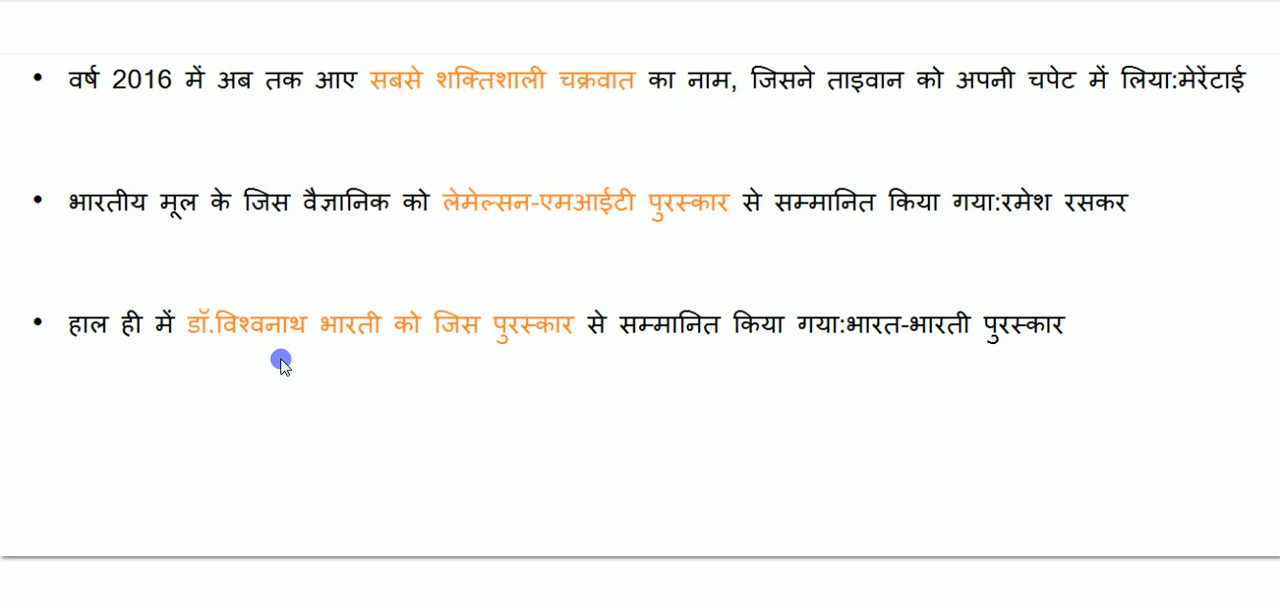 • वर्ष 2016 में अब तक आए सबसे शक्तिशाली चक्रवात का नाम, जिसने ताइवान को अपनी चपेट में लिया:मेरेंटाई
• भारतीय मूल के जिस वैज्ञानिक को लेमेल्सन-एमआईटी पुरस्कार से सम्मानित किया गया:रमेश रसकर
• हाल ही में डॉ.विश्वनाथ भारती को जिस पुरस्कार से सम्मानित किया गया:भारत-भारती पुरस्कार